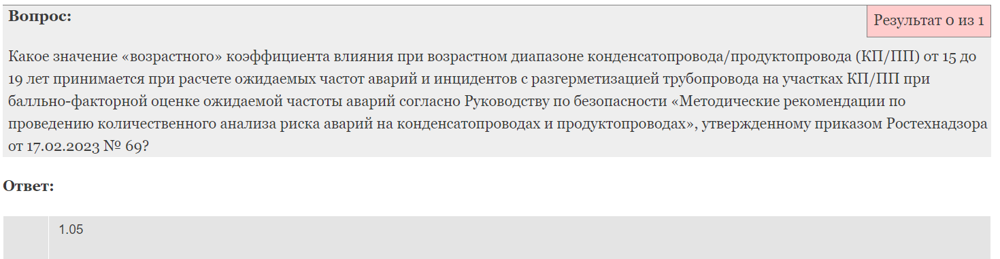 Вопрос:
Результат 0 из 1
Какое значение «возрастного» коэффициента влияния при возрастном диапазоне конденсатопровода/продуктопровода (КП/ПП) от 15 до
19 лет принимается при расчете ожидаемых частот аварий и инцидентов с разгерметизацией трубопровода на участках КП/ПП при
балльно-факторной оценке ожидаемой частоты аварий согласно Руководству по безопасности «Методические рекомендации по
проведению количественного анализа риска аварий на конденсатопроводах и продуктопроводах», утвержденному приказом Ростехнадзора
от 17.02.2023 № 69?
Ответ:
1.05